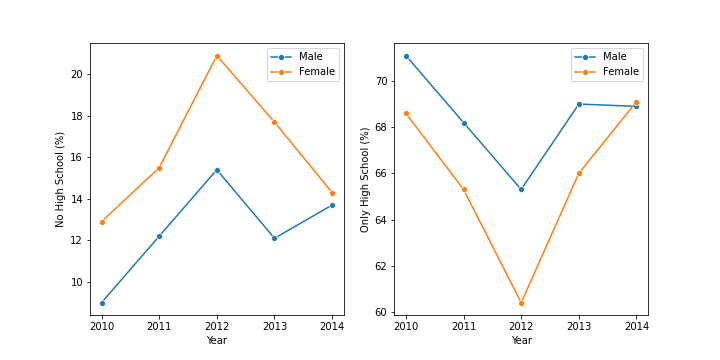 No High School (%)
20
18
16
14
12
10
2010 2011 2012 2013 2014
Year
Male
Female
Only High School (%)
70
68
66
64
62
60
2010 2011 2012 2013 2014
Year
Male
Female